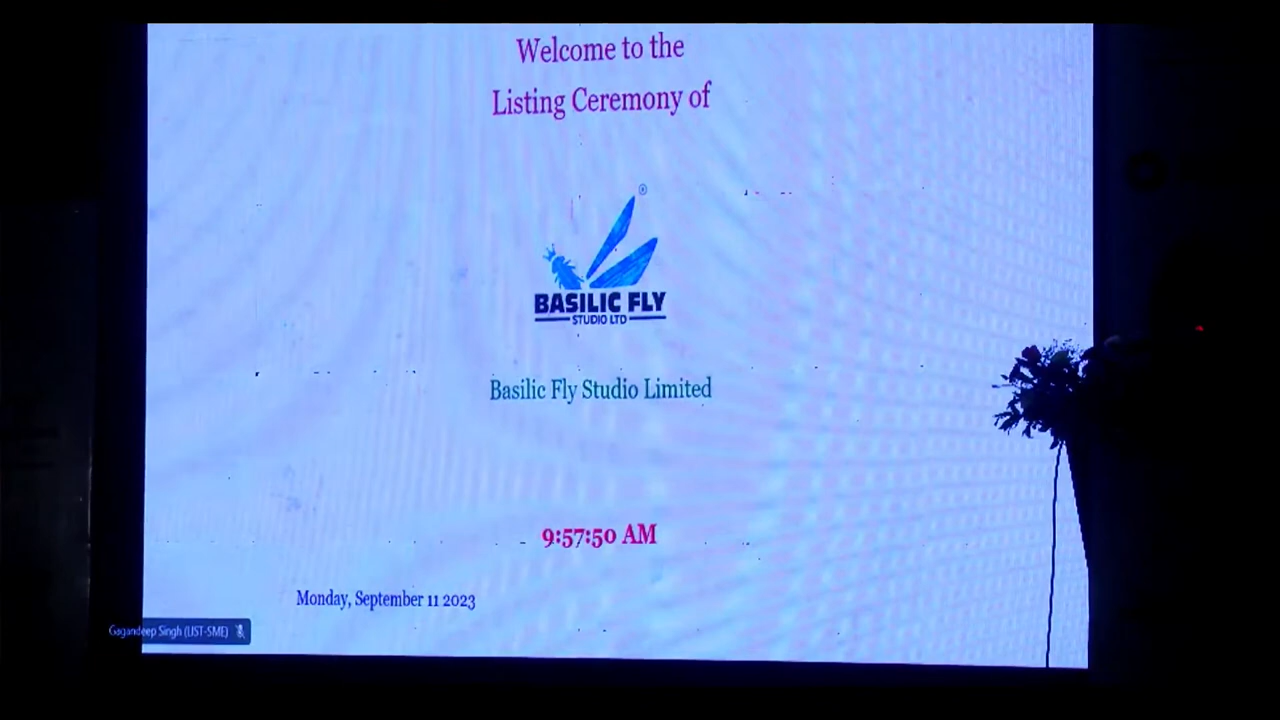 Welcome to the
Listing Ceremony of
®
BASILIC FLY
STUDIO LTD
Basilic Fly Studio Limited
9:57:50 AM
Monday, September 11 2023
Gagandeep Singh (LIST-SME)